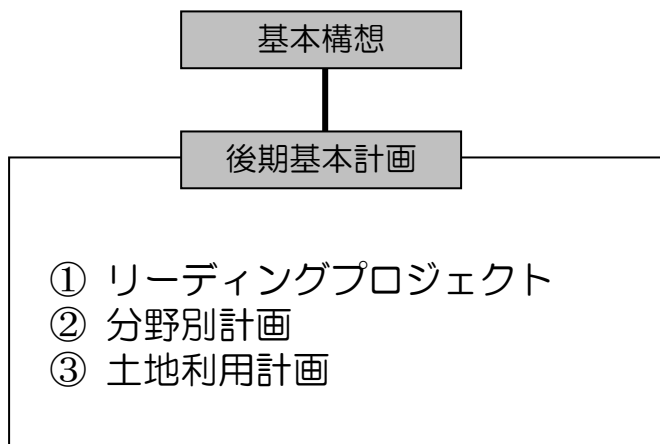 基本構想
後期基本計画
① リーディングプロジェクト
② 分野別計画
③ 土地利用計画